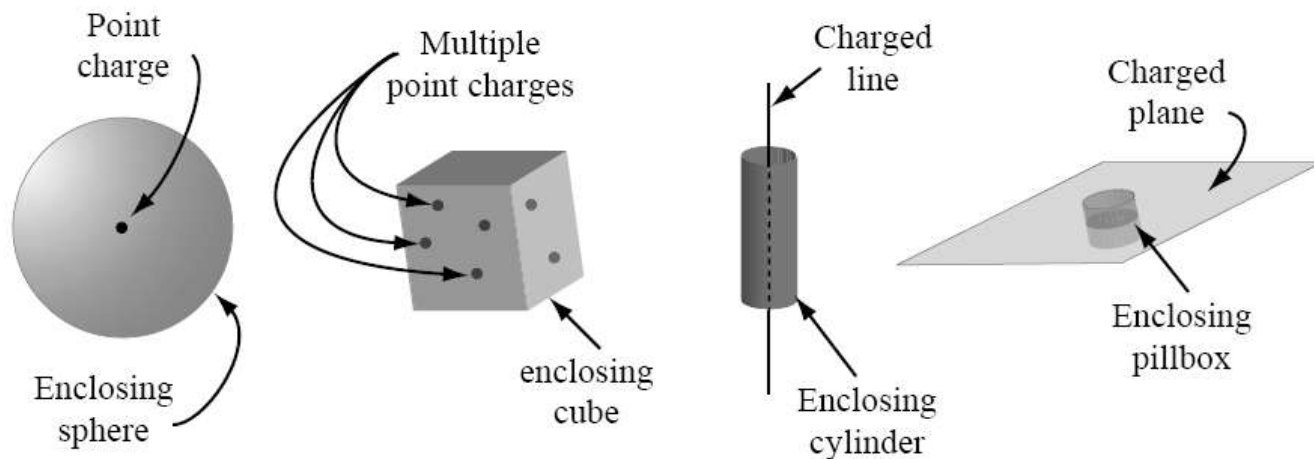 Point
charge
Multiple
point charges
Charged
line
Charged
plane
Enclosing
sphere
enclosing
cube
Enclosing
cylinder
Enclosing
pillbox